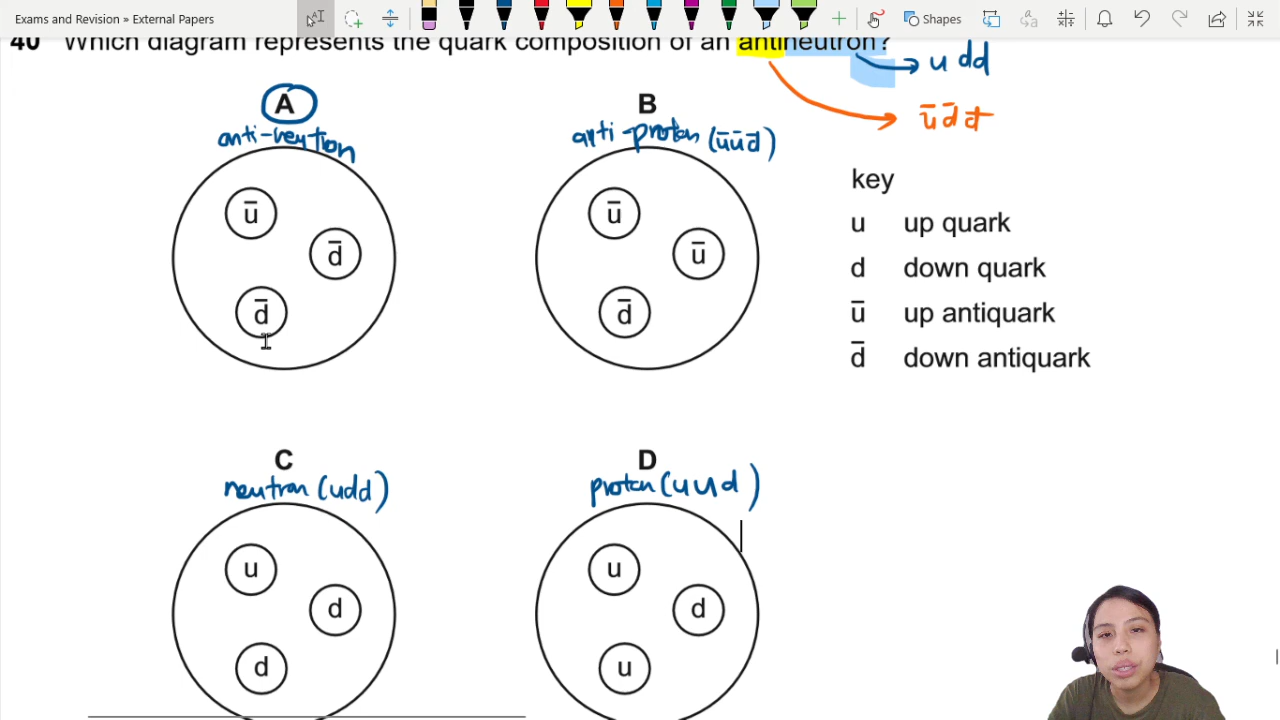 Exams and Revision » External Papers
Shapes
40 Which diagram represents the quark composition of an antineutron?
u dd
ū d̄ d̄
A
anti-neutron
B
anti-proton (ūūd̄)
ū
d̄
d̄
ū
ū
d̄
key
u up quark
d down quark
ū up antiquark
d̄ down antiquark
C
neutron (udd)
D
proton (uud)
u
d
d
u
d
u